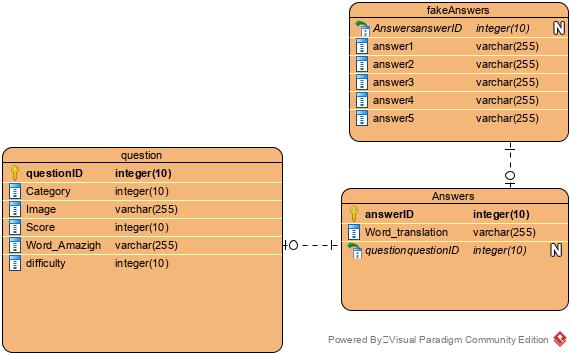 fakeAnswers
AnswersanswerID integer(10) N
answer1 varchar(255)
answer2 varchar(255)
answer3 varchar(255)
answer4 varchar(255)
answer5 varchar(255)
question
questionID integer(10)
Category integer(10)
Image varchar(255)
Score integer(10)
Word_Amazigh varchar(255)
difficulty integer(10)
Answers
answerID integer(10)
Word_translation varchar(255)
questionquestionID integer(10) N
Powered By Visual Paradigm Community Edition